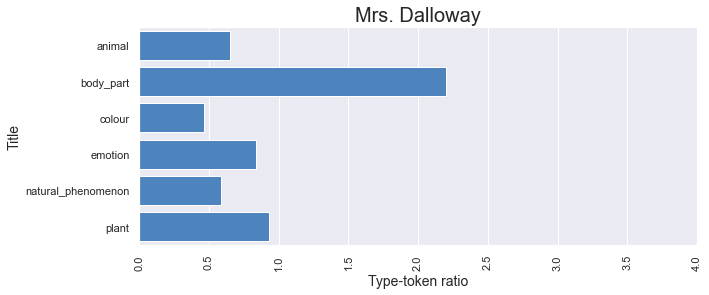 Mrs. Dalloway
animal
body_part
colour
emotion
natural_phenomenon
plant
Title
0.0 0.5 1.0 1.5 2.0 2.5 3.0 3.5 4.0
Type-token ratio